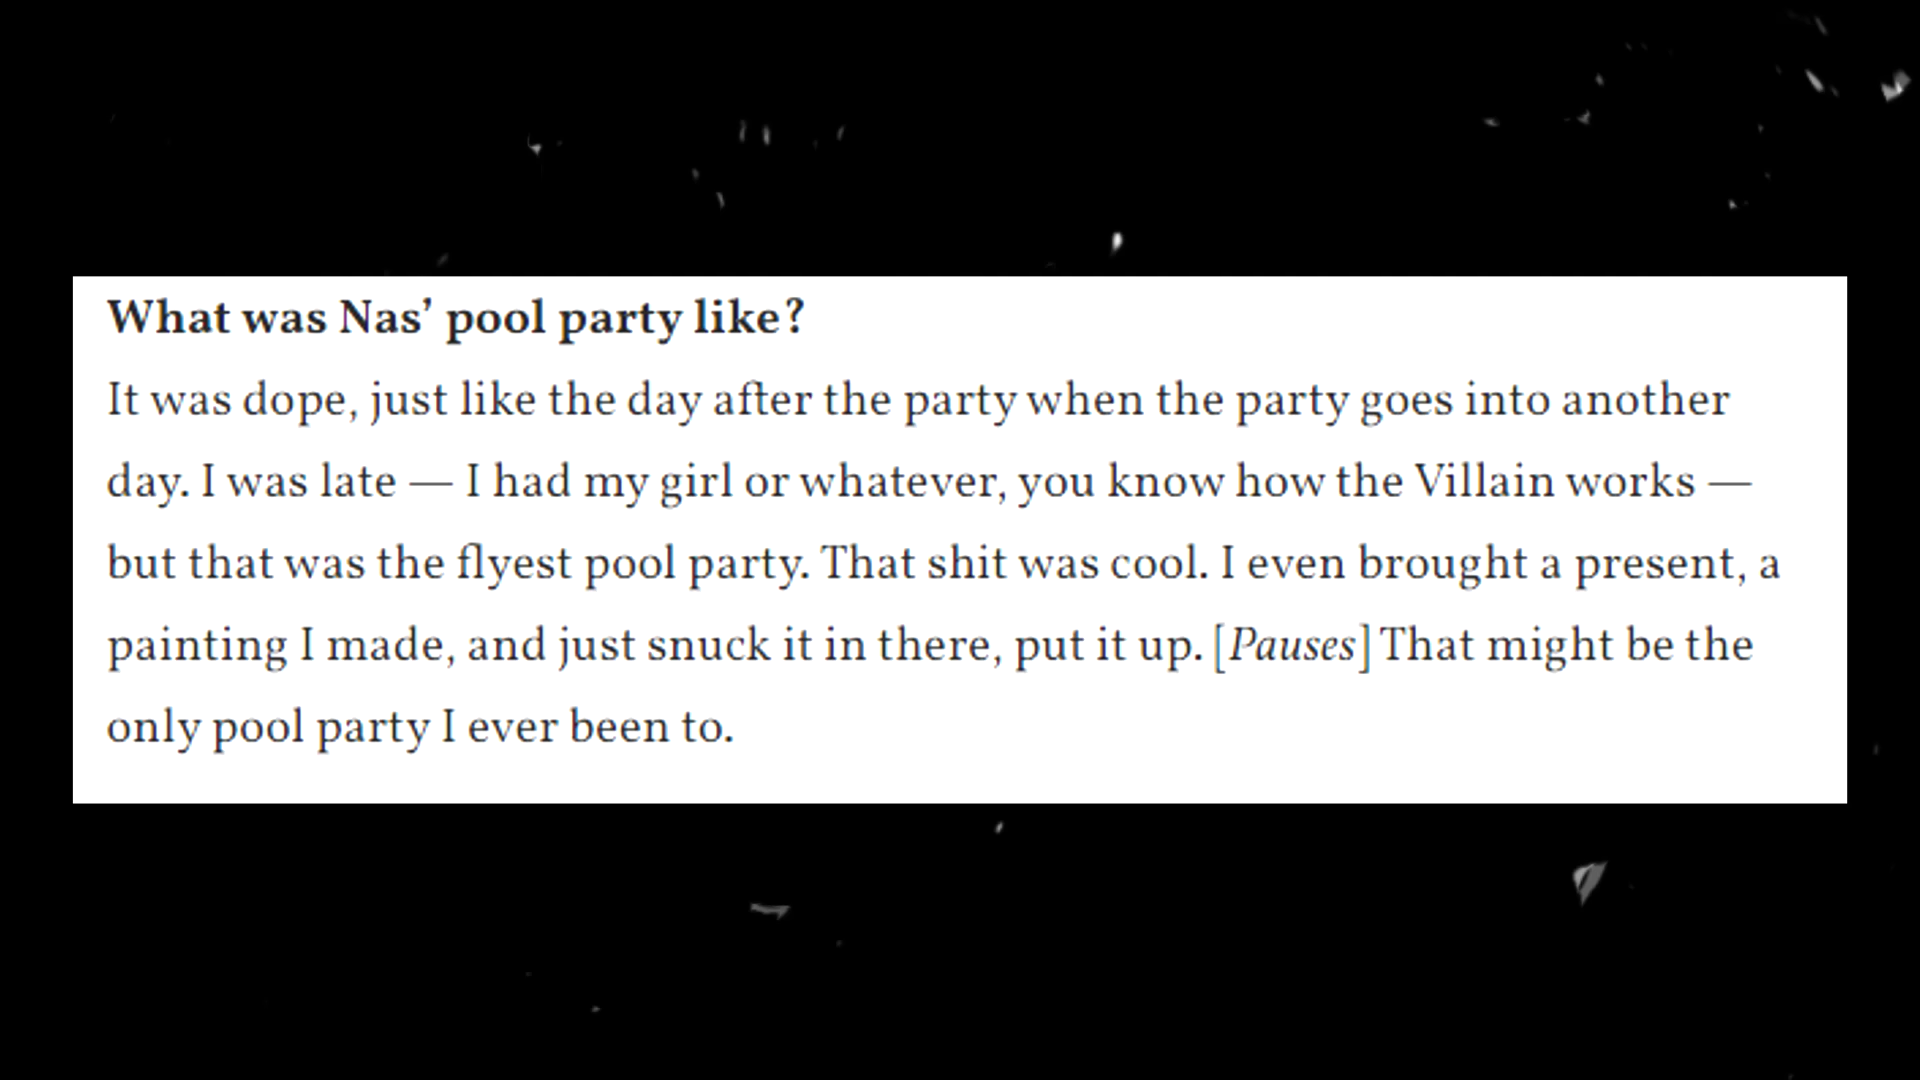 What was Nas’ pool party like?
It was dope, just like the day after the party when the party goes into another
day. I was late — I had my girl or whatever, you know how the Villain works —
but that was the flyest pool party. That shit was cool. I even brought a present, a
painting I made, and just snuck it in there, put it up. [Pauses] That might be the
only pool party I ever been to.